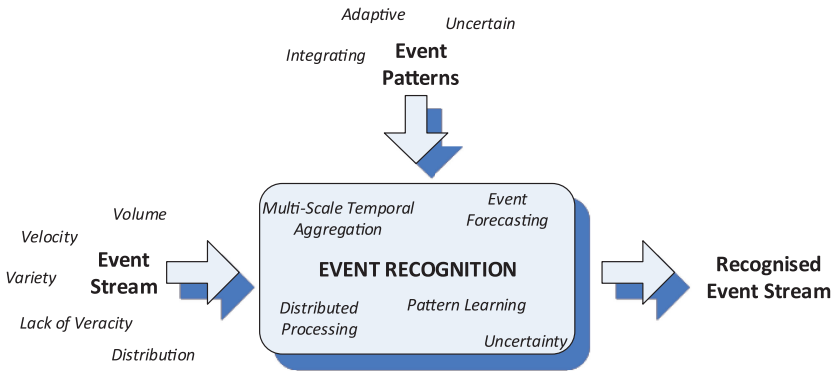 Adaptive
Uncertain
Integrating
Event
Patterns
Multi-Scale Temporal
Aggregation
Event
Forecasting
Volume
Velocity
Event
Stream
Variety
Lack of Veracity
Distribution
EVENT RECOGNITION
Distributed
Processing
Pattern Learning
Uncertainty
Recognised
Event Stream